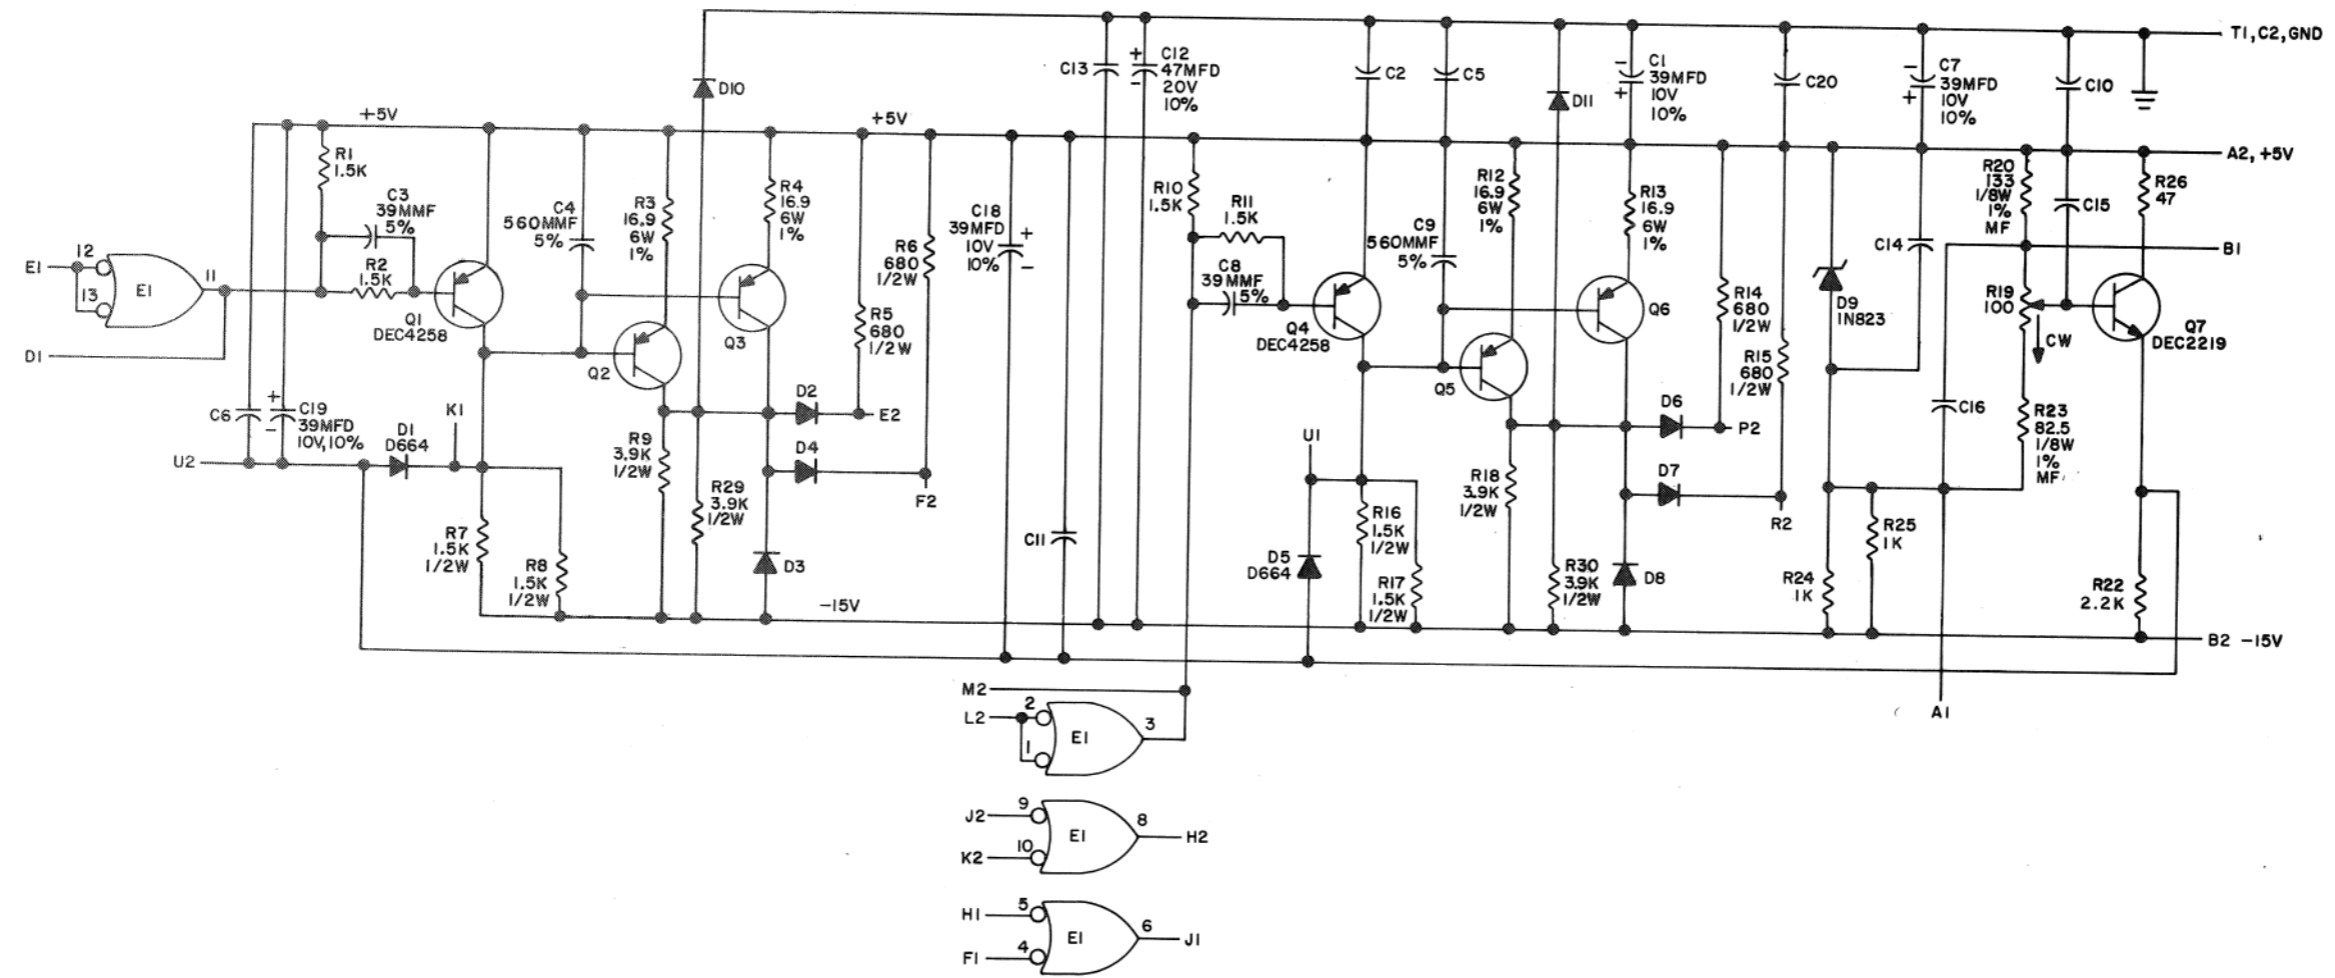 T1, C2, GND
C13
+
C12
47MFD
-
20V
10%
C2
C5
D11
-
C1
39MFD
+
10V
10%
C20
-
C7
39MFD
+
10V
10%
C10
D10
+5V
+5V
A2, +5V
R1
1.5K
C3
39MMF
5%
R2
1.5K
E1
12
13
E1
11
D1
Q1
DEC4258
C4
560MMF
5%
R3
16.9
6W
1%
R4
16.9
6W
1%
Q2
Q3
R6
680
1/2W
R5
680
1/2W
C18
39MFD
10V
10%
+
-
R10
1.5K
R11
1.5K
C8
39MMF
5%
Q4
DEC4258
C9
560MMF
5%
R12
16.9
6W
1%
R13
16.9
6W
1%
Q5
Q6
R14
680
1/2W
R15
680
1/2W
D9
1N823
C14
R20
133
1/8W
1%
MF
C15
R26
47
B1
R19
100
CW
Q7
DEC2219
C6
+
C19
39MFD
-
10V, 10%
U2
D1
D664
K1
D2
E2
D4
F2
R9
3.9K
1/2W
R29
3.9K
1/2W
R7
1.5K
1/2W
R8
1.5K
1/2W
D3
-15V
C11
U1
D5
D664
R16
1.5K
1/2W
R17
1.5K
1/2W
R18
3.9K
1/2W
D6
P2
D7
R2
R30
3.9K
1/2W
D8
C16
R23
82.5
1/8W
1%
MF
R24
1K
R25
1K
R22
2.2K
B2 -15V
A1
M2
L2
2
1
E1
3
J2
9
K2
10
E1
8
H2
H1
5
F1
4
E1
6
J1